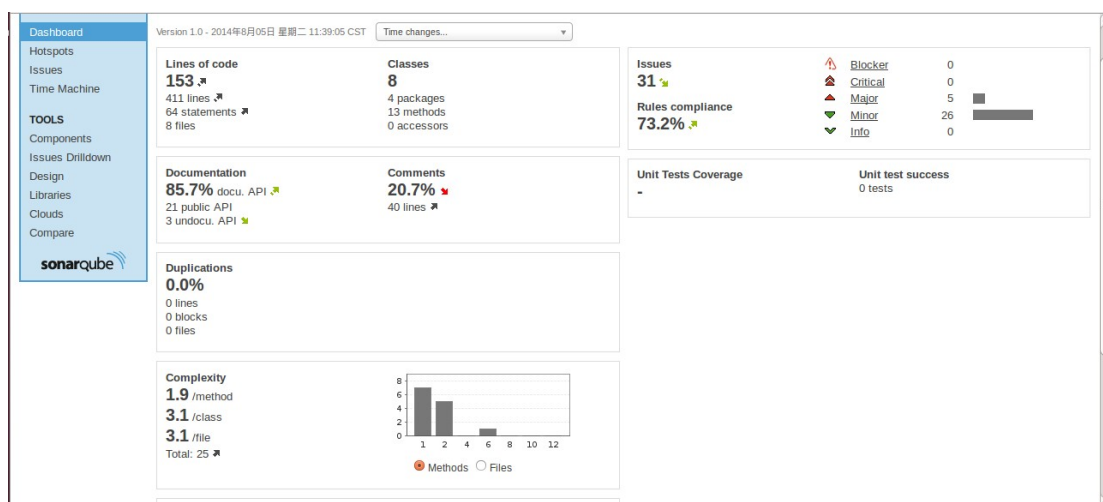 Dashboard
Hotspots
Issues
Time Machine
TOOLS
Components
Issues Drilldown
Design
Libraries
Clouds
Compare
sonarqube
Version 1.0 - 2014年8月05日 星期二 11:39:05 CST
Time changes...
Lines of code
153
411 lines
64 statements
8 files
Classes
8
4 packages
13 methods
0 accessors
Documentation
85.7% docu. API
21 public API
3 undocu. API
Comments
20.7%
40 lines
Duplications
0.0%
0 lines
0 blocks
0 files
Complexity
1.9 /method
3.1 /class
3.1 /file
Total: 25
8
6
4
2
0
1 2 4 6 8 10 12
Methods Files
Issues
31
Rules compliance
73.2%
Blocker 0
Critical 0
Major 5
Minor 26
Info 0
Unit Tests Coverage
-
Unit test success
0 tests